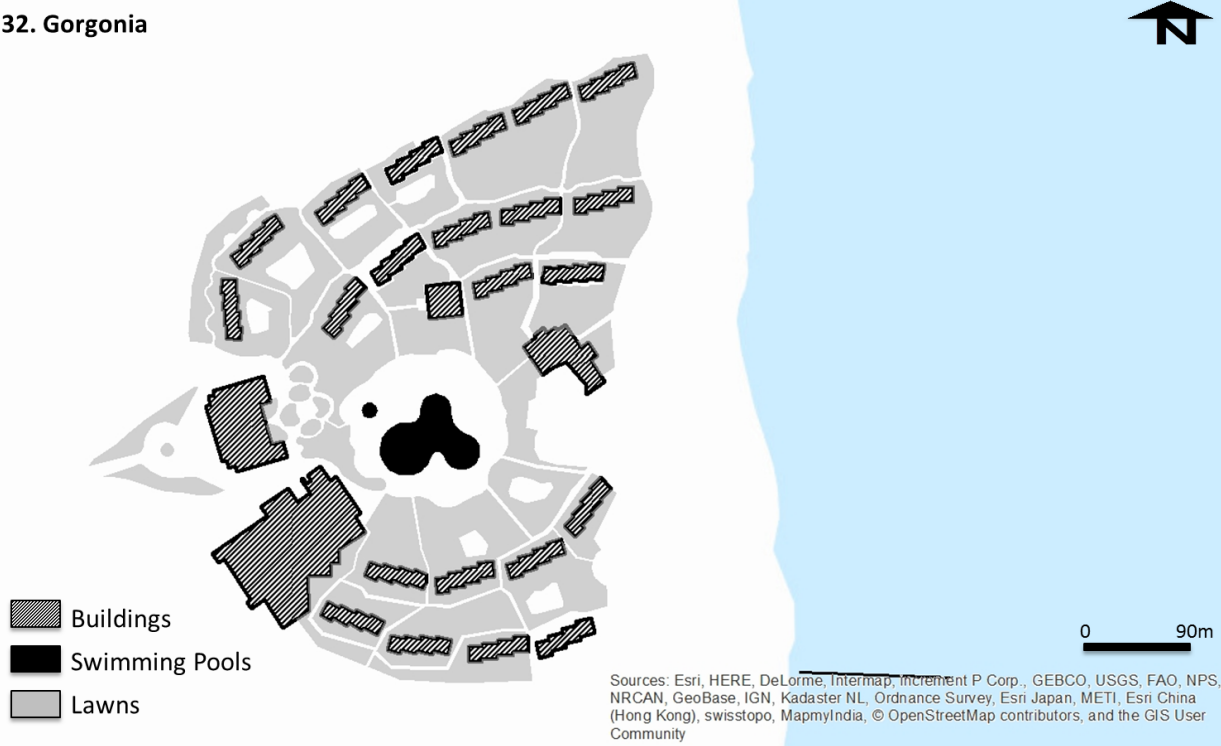 32. Gorgonia
N
Buildings
Swimming Pools
Lawns
0 90m
Sources: Esri, HERE, DeLorme, Intermap, increment P Corp., GEBCO, USGS, FAO, NPS,
NRCAN, GeoBase, IGN, Kadaster NL, Ordnance Survey, Esri Japan, METI, Esri China
(Hong Kong), swisstopo, MapmyIndia, © OpenStreetMap contributors, and the GIS User
Community